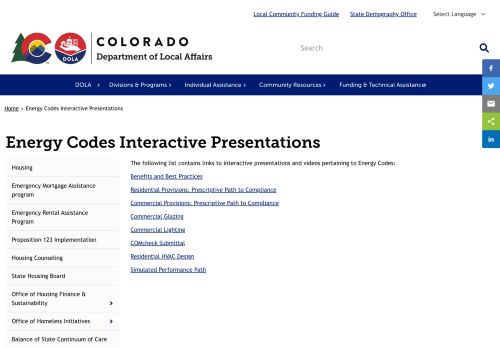 Local Community Funding Guide State Demography Office Select Language
COLORADO
Department of Local Affairs
DOLA
Search
DOLA Divisions & Programs Individual Assistance Community Resources Funding & Technical Assistance
Home > Energy Codes Interactive Presentations
Energy Codes Interactive Presentations
Housing
Emergency Mortgage Assistance
program
Emergency Rental Assistance
Program
Proposition 123 Implementation
Housing Counseling
State Housing Board
Office of Housing Finance &
Sustainability
Office of Homeless Initiatives
Balance of State Continuum of Care
The following list contains links to interactive presentations and videos pertaining to Energy Codes:
Benefits and Best Practices
Residential Provisions: Prescriptive Path to Compliance
Commercial Provisions: Prescriptive Path to Compliance
Commercial Glazing
Commercial Lighting
COMcheck Submittal
Residential HVAC Design
Simulated Performance Path